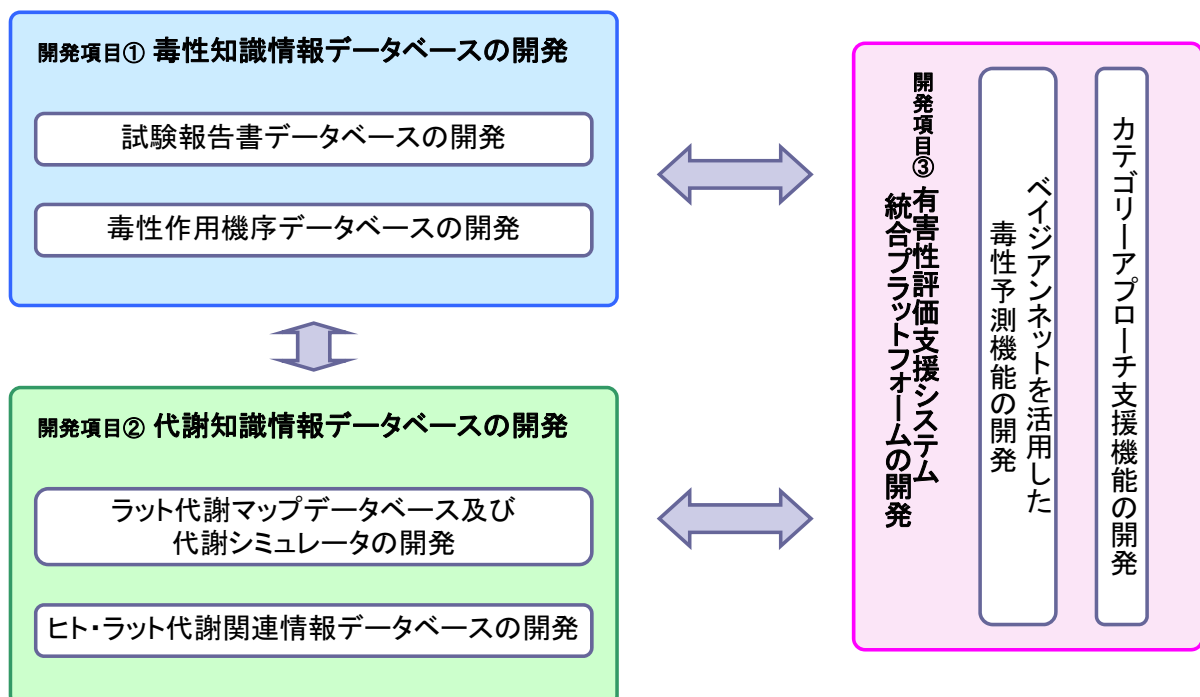 開発項目① 毒性知識情報データベースの開発
試験報告書データベースの開発
毒性作用機序データベースの開発
開発項目② 代謝知識情報データベースの開発
ラット代謝マップデータベース及び
代謝シミュレータの開発
ヒト・ラット代謝関連情報データベースの開発
開発項目③ 有害性評価支援システム
統合プラットフォームの開発
ベイジアンネットを活用した
毒性予測機能の開発
カテゴリーアプローチ支援機能の開発